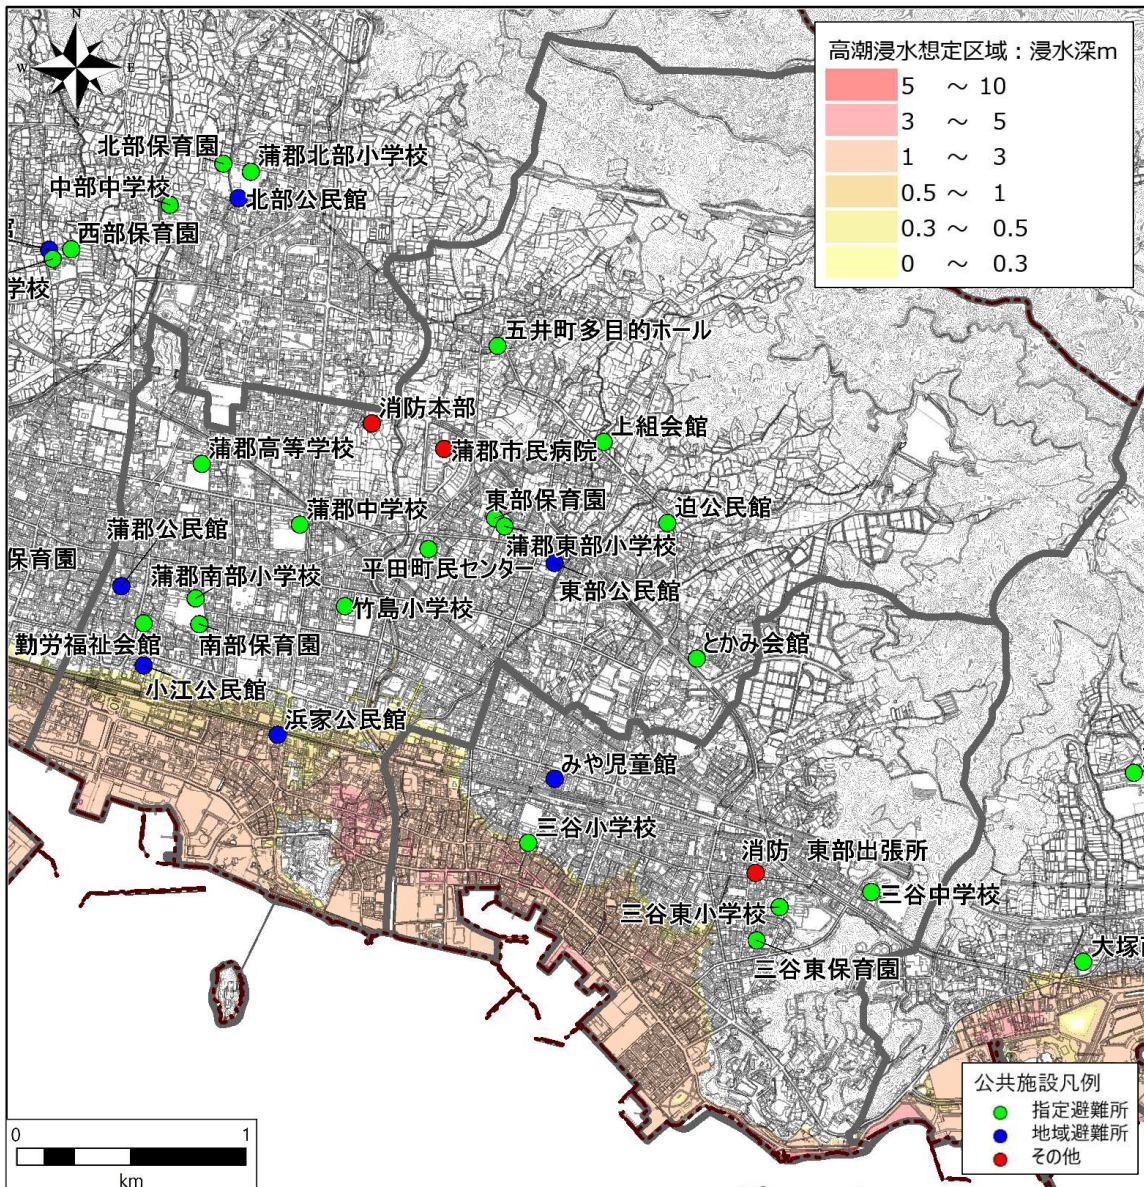 N
W
E
S
高潮浸水想定区域：浸水深m
5 ～ 10
3 ～ 5
1 ～ 3
0.5 ～ 1
0.3 ～ 0.5
0 ～ 0.3
北部保育園
蒲郡北部小学校
中部中学校
北部公民館
西部保育園
学校
五井町多目的ホール
消防本部
上組会館
蒲郡高等学校
蒲郡市民病院
東部保育園
蒲郡中学校
迫公民館
蒲郡公民館
蒲郡東部小学校
保育園
平田町民センター
蒲郡南部小学校
東部公民館
竹島小学校
勤労福祉会館
南部保育園
とかみ会館
小江公民館
浜家公民館
みや児童館
三谷小学校
消防 東部出張所
三谷中学校
三谷東小学校
大塚
三谷東保育園
公共施設凡例
指定避難所
地域避難所
その他
0 1
km